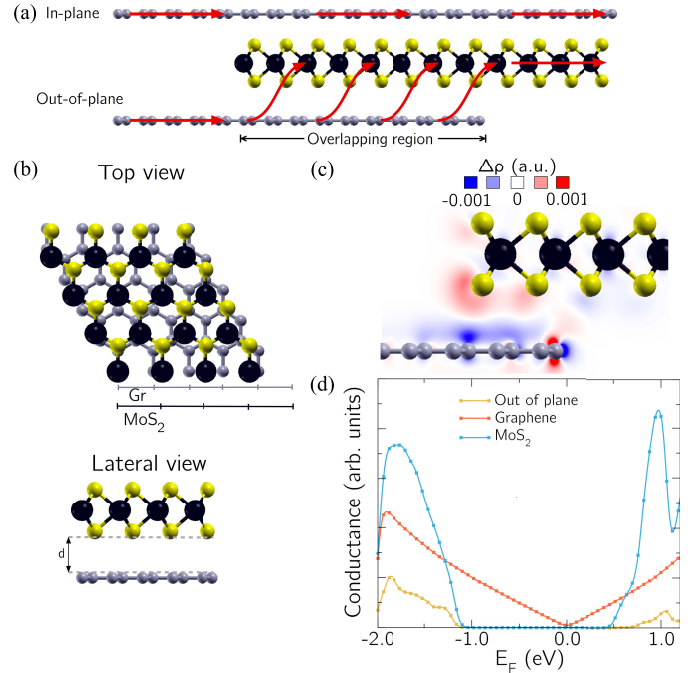 (a)
In-plane
Out-of-plane
Overlapping region
(b)
Top view
Gr
MoS2
Lateral view
d
(c)
Δρ (a.u.)
-0.001 0 0.001
(d)
Conductance (arb. units)
Out of plane
Graphene
MoS2
-2.0 -1.0 0.0 1.0
E_F (eV)